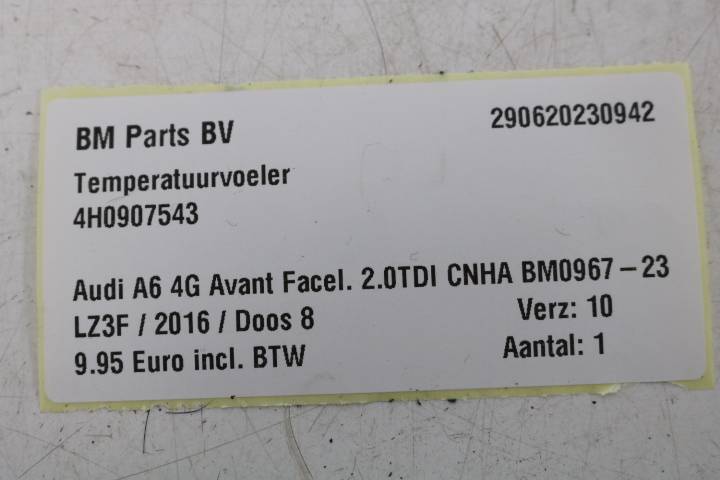 BM Parts BV 290620230942
Temperatuurvoeler
4H0907543
Audi A6 4G Avant Facel. 2.0TDI CNHA BM0967-23
LZ3F / 2016 / Doos 8 Verz: 10
9.95 Euro incl. BTW Aantal: 1